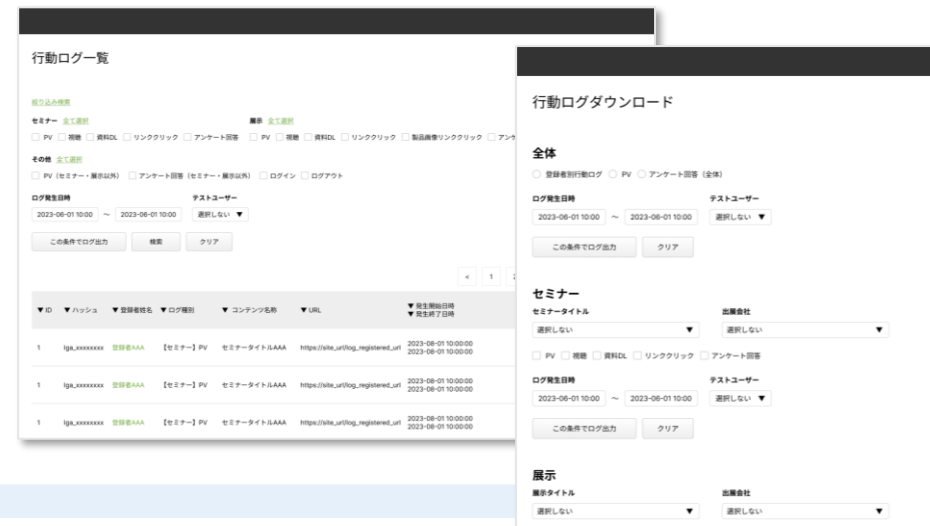 行動ログ一覧
絞り込み検索
セミナー 全て選択
PV 視聴 資料DL リンククリック アンケート回答
展示 全て選択
PV 視聴 資料DL リンククリック 製品画像リンククリック アンケ
その他 全て選択
PV（セミナー・展示以外） アンケート回答（セミナー・展示以外） ログイン ログアウト
ログ発生日時 テストユーザー
2023-06-01 10:00 ～ 2023-06-01 10:00 選択しない ▼
この条件でログ出力 検索 クリア
< 1
▼ ID ▼ ハッシュ ▼ 登録者姓名 ▼ ログ種別 ▼ コンテンツ名称 ▼ URL ▼ 発生開始日時
▼ 発生終了日時
1 lga_xxxxxxxx 登録者AAA 【セミナー】PV セミナータイトルAAA https://site_url/log_registered_url 2023-08-01 10:00:00
2023-08-01 10:00:00
1 lga_xxxxxxxx 登録者AAA 【セミナー】PV セミナータイトルAAA https://site_url/log_registered_url 2023-08-01 10:00:00
2023-08-01 10:00:00
1 lga_xxxxxxxx 登録者AAA 【セミナー】PV セミナータイトルAAA https://site_url/log_registered_url 2023-08-01 10:00:00
2023-08-01 10:00:00
行動ログダウンロード
全体
登録者別行動ログ PV アンケート回答（全体）
ログ発生日時 テストユーザー
2023-06-01 10:00 ～ 2023-06-01 10:00 選択しない ▼
この条件でログ出力 クリア
セミナー
セミナータイトル 出展会社
選択しない ▼ 選択しない ▼
PV 視聴 資料DL リンククリック アンケート回答
ログ発生日時 テストユーザー
2023-06-01 10:00 ～ 2023-06-01 10:00 選択しない ▼
この条件でログ出力 クリア
展示
展示タイトル 出展会社
選択しない ▼ 選択しない ▼